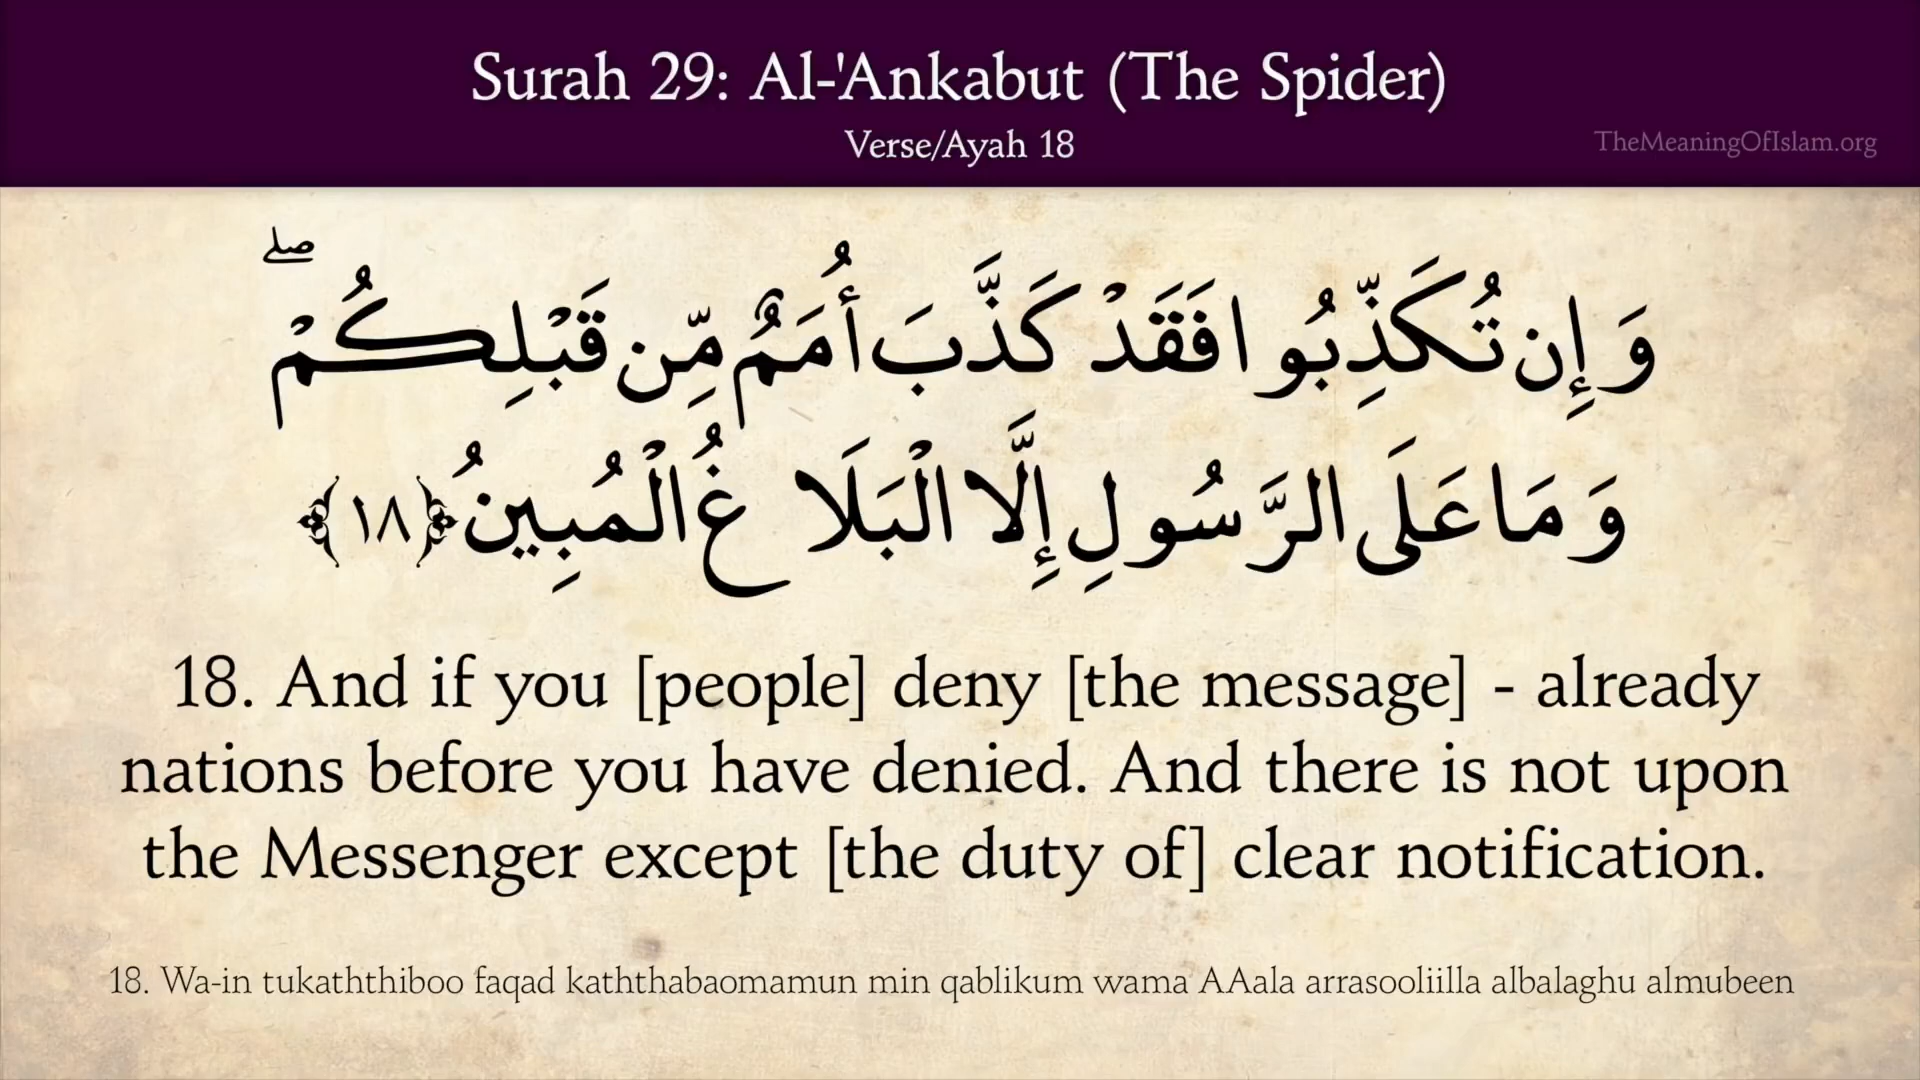 Surah 29: Al-'Ankabut (The Spider)
Verse/Ayah 18
TheMeaningOfIslam.org
وَإِن تُكَذِّبُوا فَقَدْ كَذَّبَ أُمَمٌ مِّن قَبْلِكُمْ ۖ
وَمَا عَلَى الرَّسُولِ إِلَّا الْبَلَاغُ الْمُبِينُ ﴿١٨﴾
18. And if you [people] deny [the message] - already
nations before you have denied. And there is not upon
the Messenger except [the duty of] clear notification.
18. Wa-in tukaththiboo faqad kaththabaomamun min qablikum wama AAala arrasooliilla albalaghu almubeen